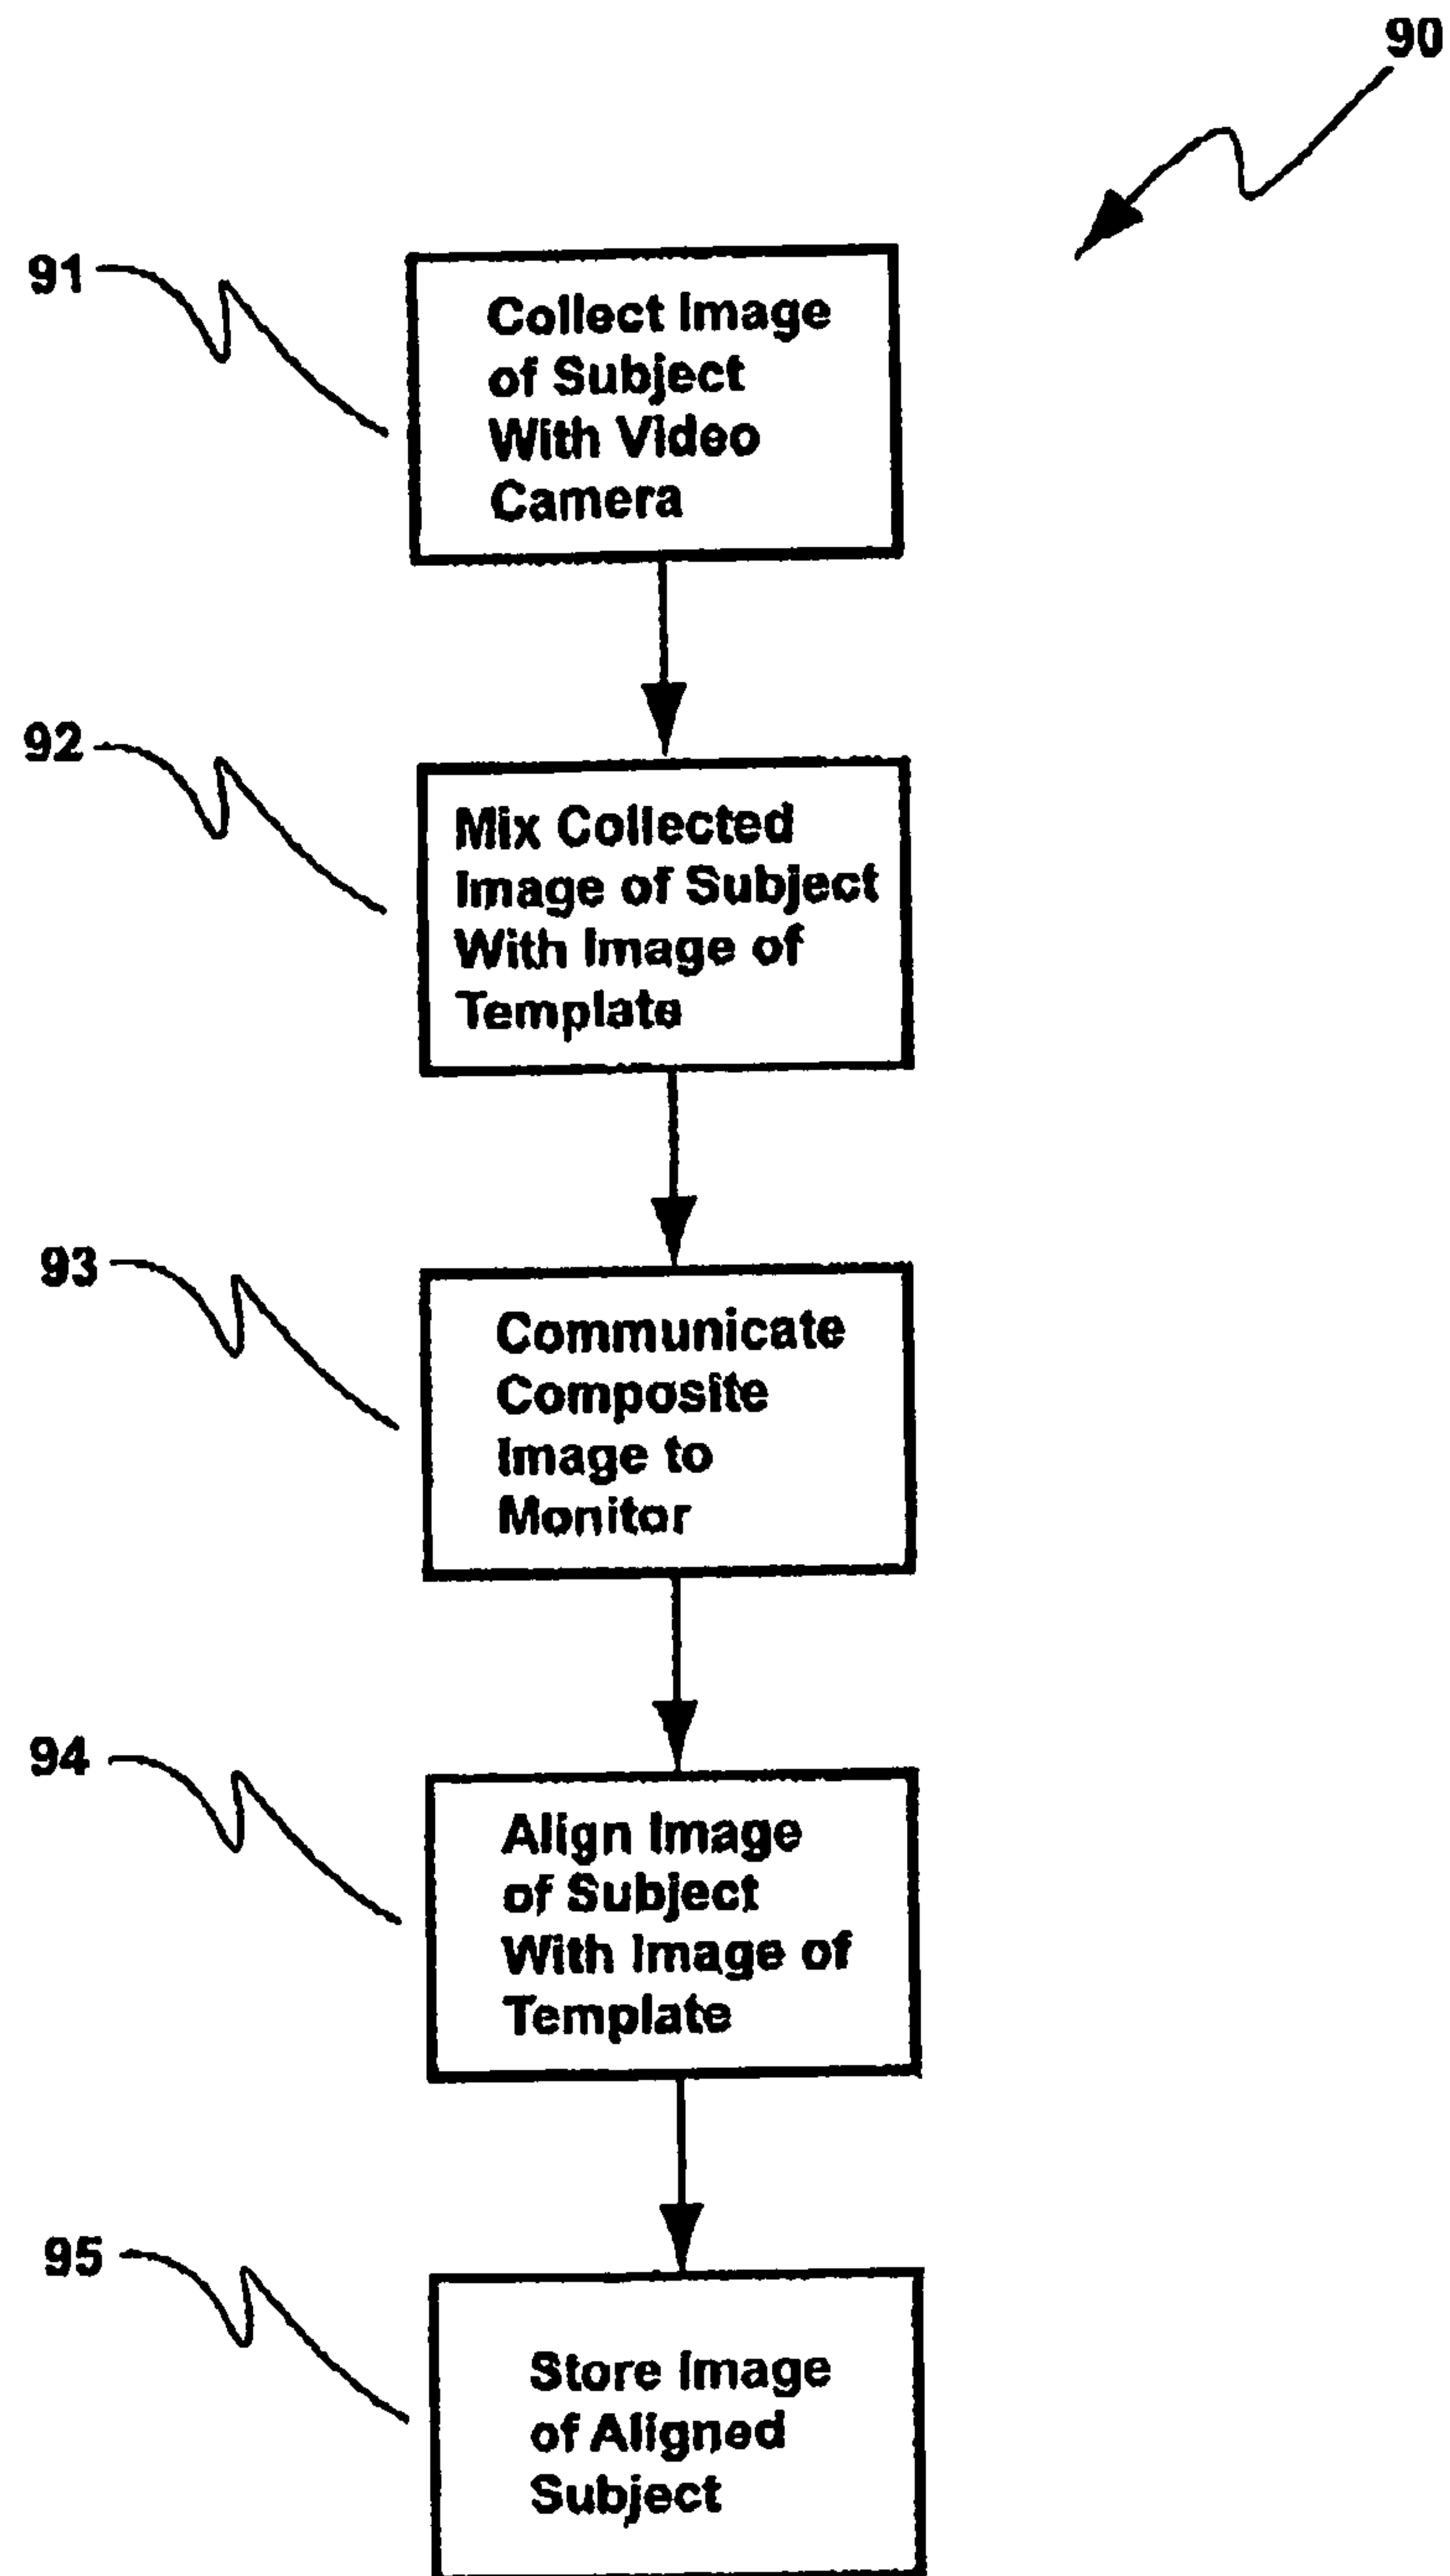 90
91
Collect Image
of Subject
With Video
Camera
92
Mix Collected
Image of Subject
With Image of
Template
93
Communicate
Composite
Image to
Monitor
94
Align Image
of Subject
With Image of
Template
95
Store Image
of Aligned
Subject